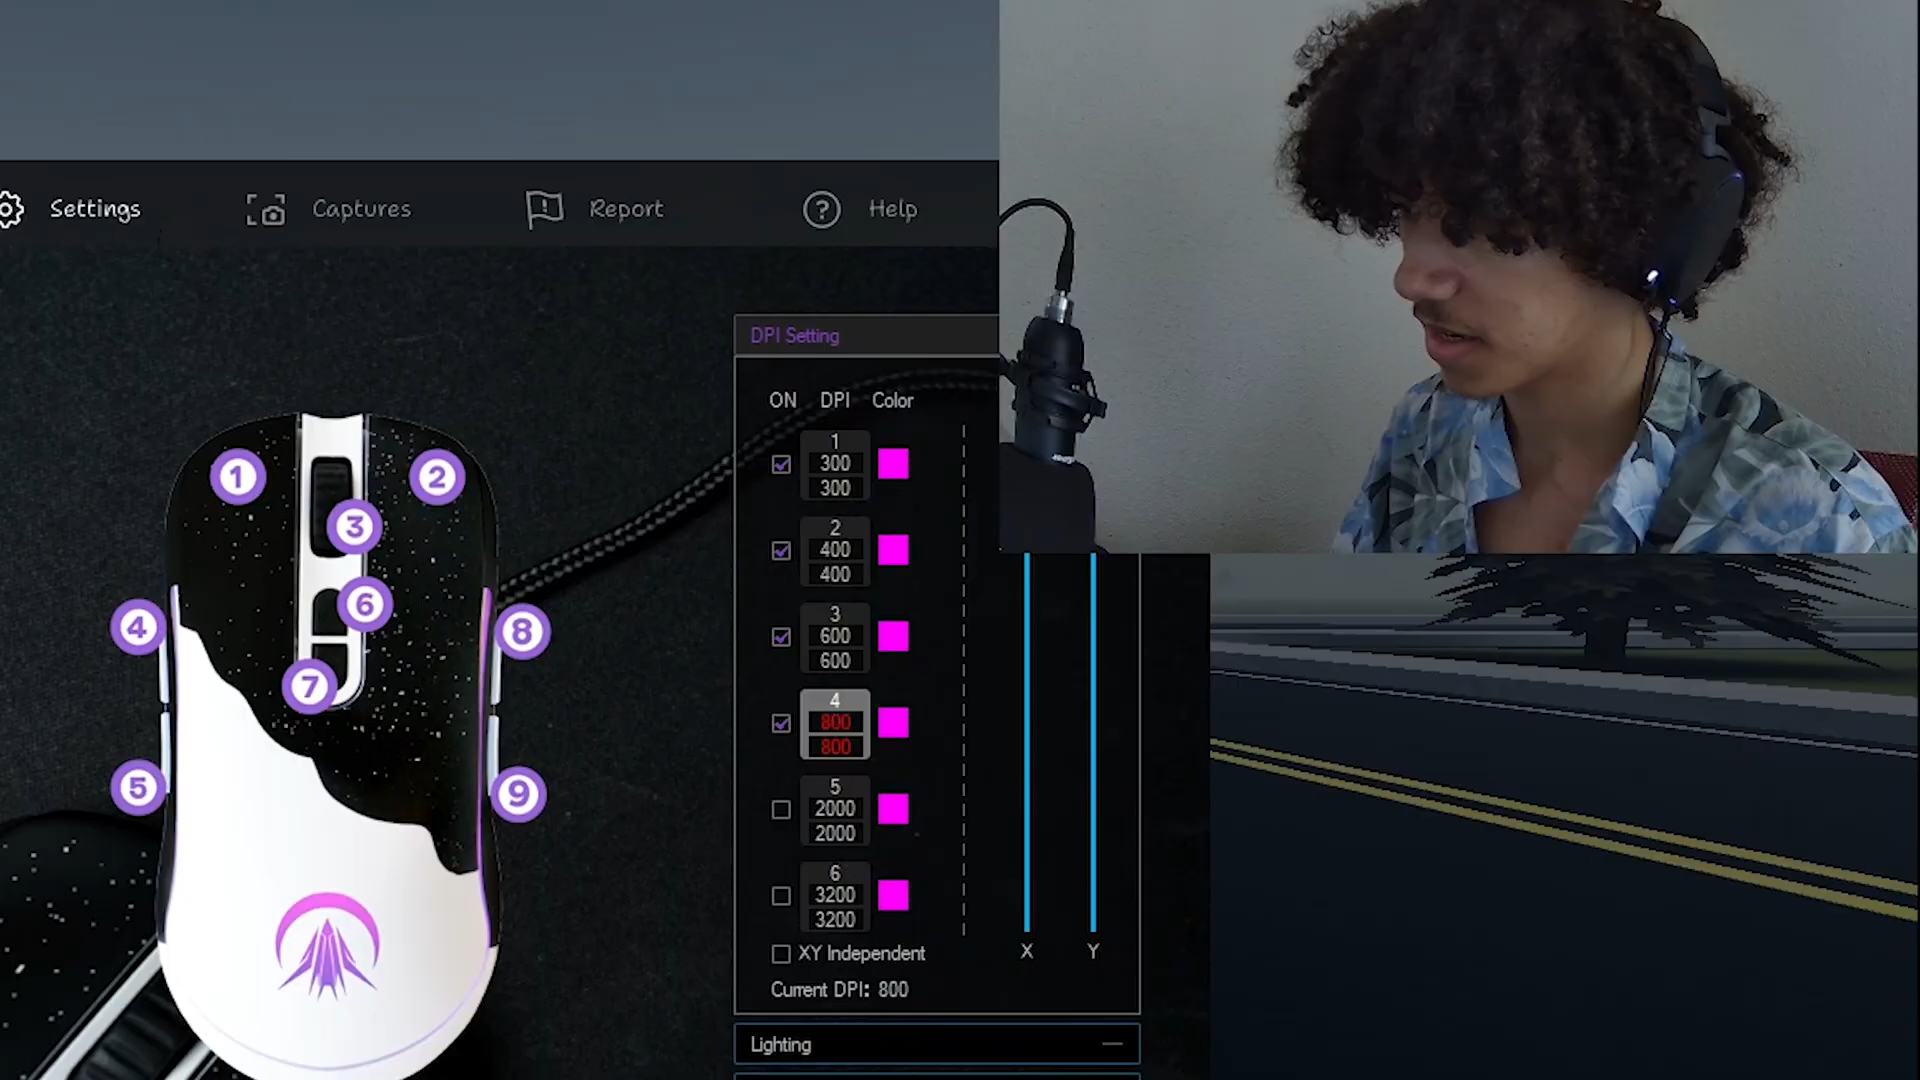 Settings
Captures
Report
Help
DPI Setting
ON DPI Color
1
300
300
2
400
400
3
600
600
4
800
800
5
2000
2000
6
3200
3200
XY Independent
Current DPI: 800
X Y
Lighting
1
2
3
4
5
6
7
8
9